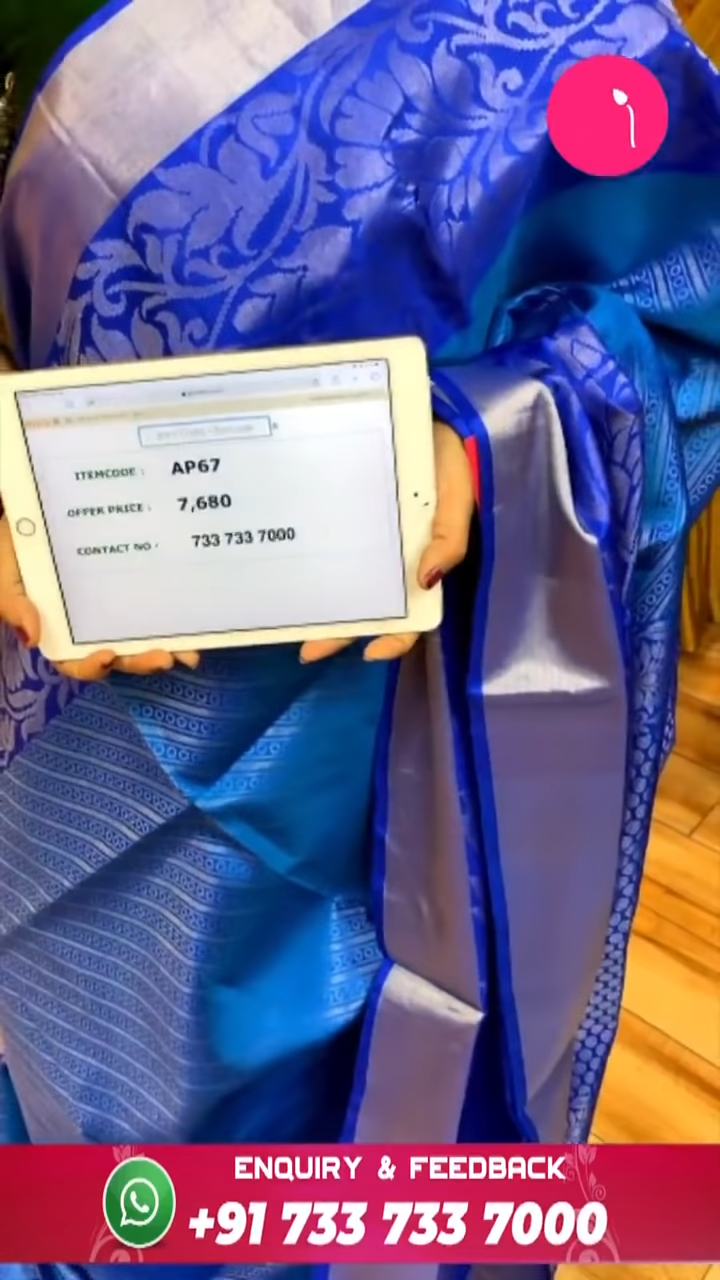 ITEMCODE : AP67
OFFER PRICE : 7,680
CONTACT NO : 733 733 7000
ENQUIRY & FEEDBACK
+91 733 733 7000